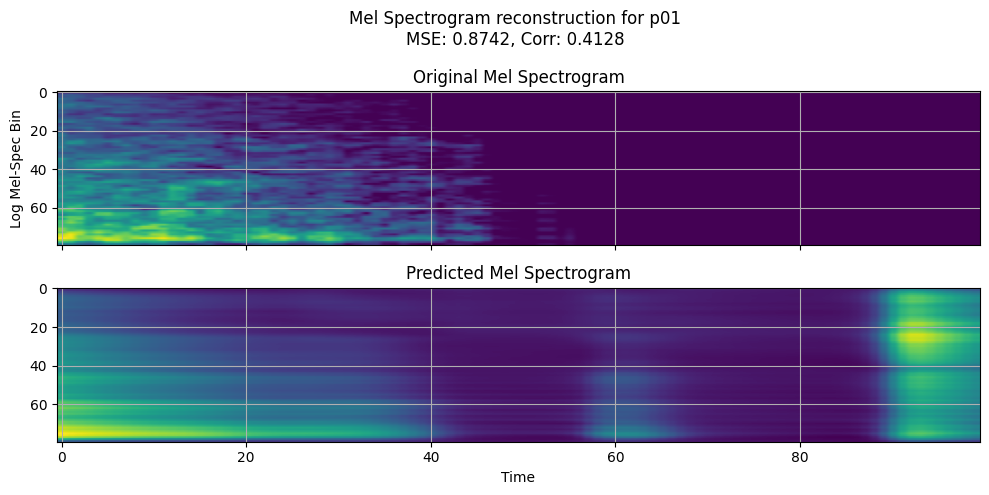 Mel Spectrogram reconstruction for p01
MSE: 0.8742, Corr: 0.4128
Original Mel Spectrogram
0
20
40
60
Log Mel-Spec Bin
Predicted Mel Spectrogram
0
20
40
60
0 20 40 60 80
Time